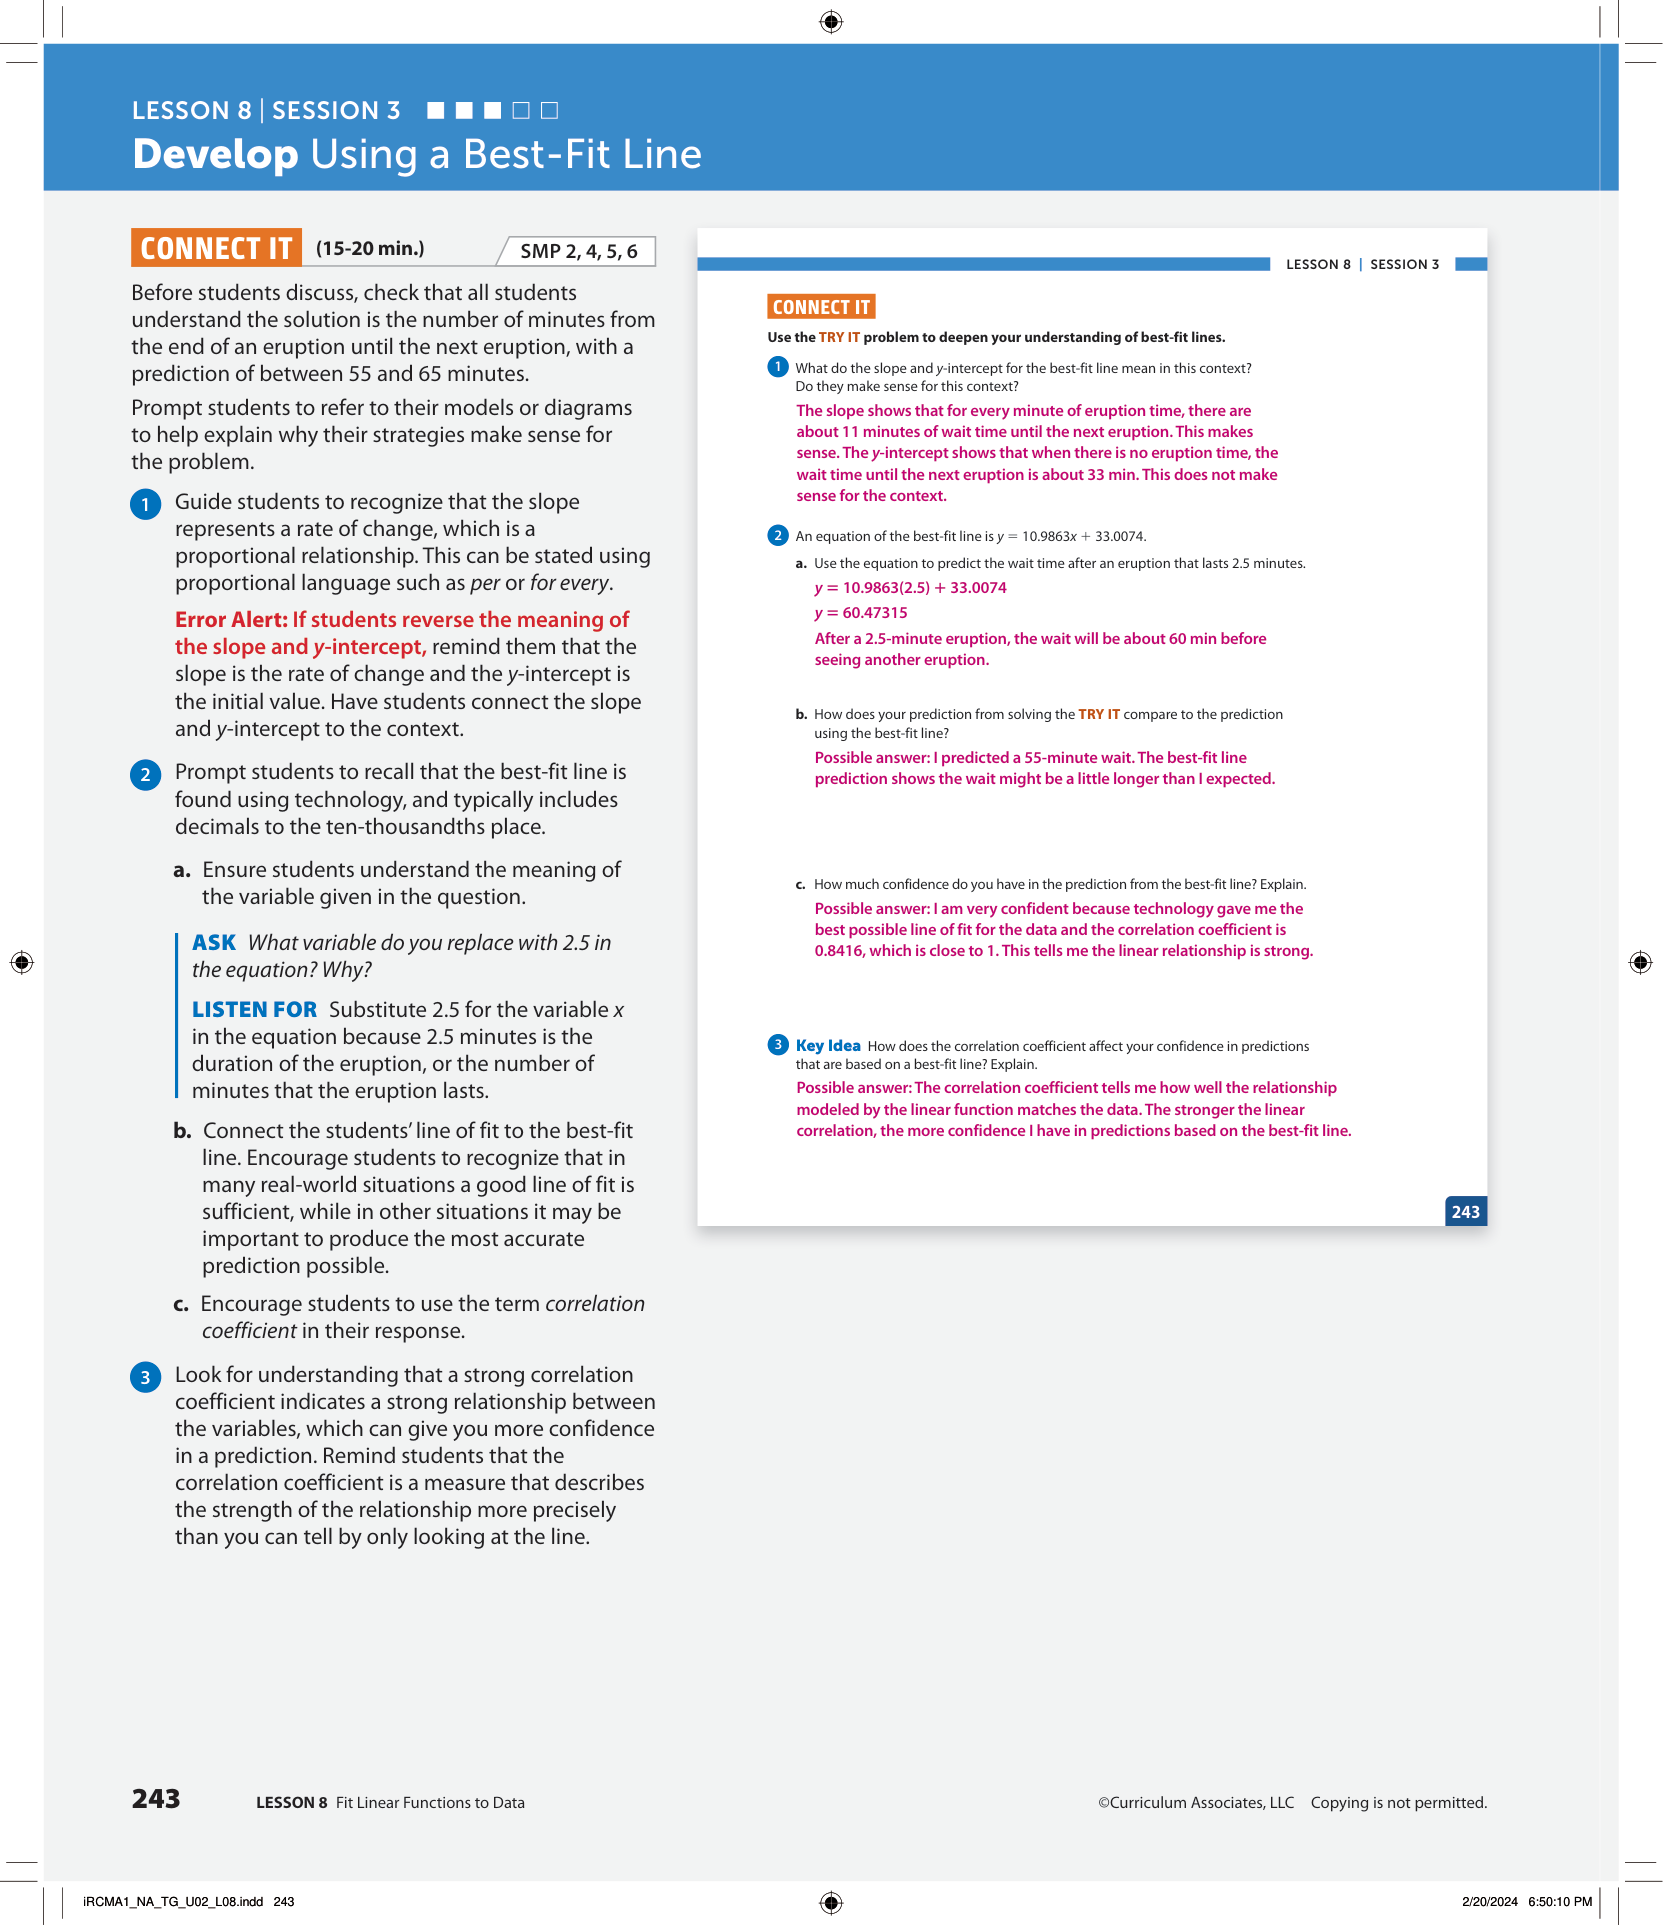 LESSON 8 | SESSION 3
Develop Using a Best-Fit Line
CONNECT IT (15-20 min.) SMP 2, 4, 5, 6
Before students discuss, check that all students
understand the solution is the number of minutes from
the end of an eruption until the next eruption, with a
prediction of between 55 and 65 minutes.
Prompt students to refer to their models or diagrams
to help explain why their strategies make sense for
the problem.
1 Guide students to recognize that the slope
represents a rate of change, which is a
proportional relationship. This can be stated using
proportional language such as per or for every.
Error Alert: If students reverse the meaning of
the slope and y-intercept, remind them that the
slope is the rate of change and the y-intercept is
the initial value. Have students connect the slope
and y-intercept to the context.
2 Prompt students to recall that the best-fit line is
found using technology, and typically includes
decimals to the ten-thousandths place.
a. Ensure students understand the meaning of
the variable given in the question.
ASK What variable do you replace with 2.5 in
the equation? Why?
LISTEN FOR Substitute 2.5 for the variable x
in the equation because 2.5 minutes is the
duration of the eruption, or the number of
minutes that the eruption lasts.
b. Connect the students' line of fit to the best-fit
line. Encourage students to recognize that in
many real-world situations a good line of fit is
sufficient, while in other situations it may be
important to produce the most accurate
prediction possible.
c. Encourage students to use the term correlation
coefficient in their response.
3 Look for understanding that a strong correlation
coefficient indicates a strong relationship between
the variables, which can give you more confidence
in a prediction. Remind students that the
correlation coefficient is a measure that describes
the strength of the relationship more precisely
than you can tell by only looking at the line.
LESSON 8 | SESSION 3
CONNECT IT
Use the TRY IT problem to deepen your understanding of best-fit lines.
1 What do the slope and y-intercept for the best-fit line mean in this context?
Do they make sense for this context?
The slope shows that for every minute of eruption time, there are
about 11 minutes of wait time until the next eruption. This makes
sense. The y-intercept shows that when there is no eruption time, the
wait time until the next eruption is about 33 min. This does not make
sense for the context.
2 An equation of the best-fit line is y = 10.9863x + 33.0074.
a. Use the equation to predict the wait time after an eruption that lasts 2.5 minutes.
y = 10.9863(2.5) + 33.0074
y = 60.47315
After a 2.5-minute eruption, the wait will be about 60 min before
seeing another eruption.
b. How does your prediction from solving the TRY IT compare to the prediction
using the best-fit line?
Possible answer: I predicted a 55-minute wait. The best-fit line
prediction shows the wait might be a little longer than I expected.
c. How much confidence do you have in the prediction from the best-fit line? Explain.
Possible answer: I am very confident because technology gave me the
best possible line of fit for the data and the correlation coefficient is
0.8416, which is close to 1. This tells me the linear relationship is strong.
3 Key Idea How does the correlation coefficient affect your confidence in predictions
that are based on a best-fit line? Explain.
Possible answer: The correlation coefficient tells me how well the relationship
modeled by the linear function matches the data. The stronger the linear
correlation, the more confidence I have in predictions based on the best-fit line.
243
243 LESSON 8 Fit Linear Functions to Data ©Curriculum Associates, LLC Copying is not permitted.
iRCMA1_NA_TG_U02_L08.indd 243 2/20/2024 6:50:10 PM